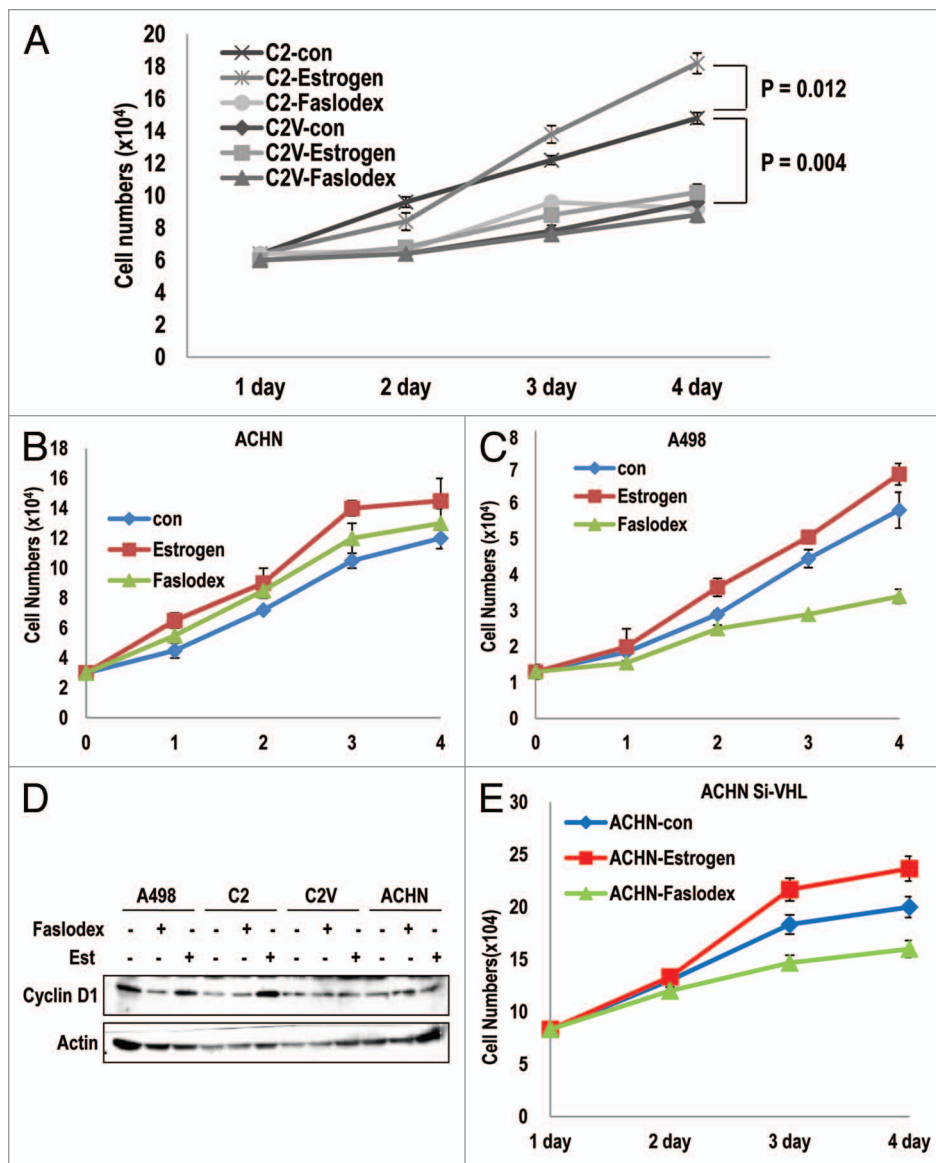 A
20
18
16
14
12
10
8
6
4
2
0
Cell numbers (x10⁴)
C2-con
C2-Estrogen
C2-Faslodex
C2V-con
C2V-Estrogen
C2V-Faslodex
P = 0.012
P = 0.004
1 day 2 day 3 day 4 day
B
ACHN
18
16
14
12
10
8
6
4
2
0
Cell Numbers (x10⁴)
con
Estrogen
Faslodex
0 1 2 3 4
C
A498
8
7
6
5
4
3
2
1
0
Cell Numbers (x10⁴)
con
Estrogen
Faslodex
0 1 2 3 4
D
A498 C2 C2V ACHN
Faslodex - + - - + - - + - - + -
Est - - + - - + - - + - - +
Cyclin D1
Actin
E
ACHN Si-VHL
30
25
20
15
10
5
0
Cell Numbers(x104)
ACHN-con
ACHN-Estrogen
ACHN-Faslodex
1 day 2 day 3 day 4 day